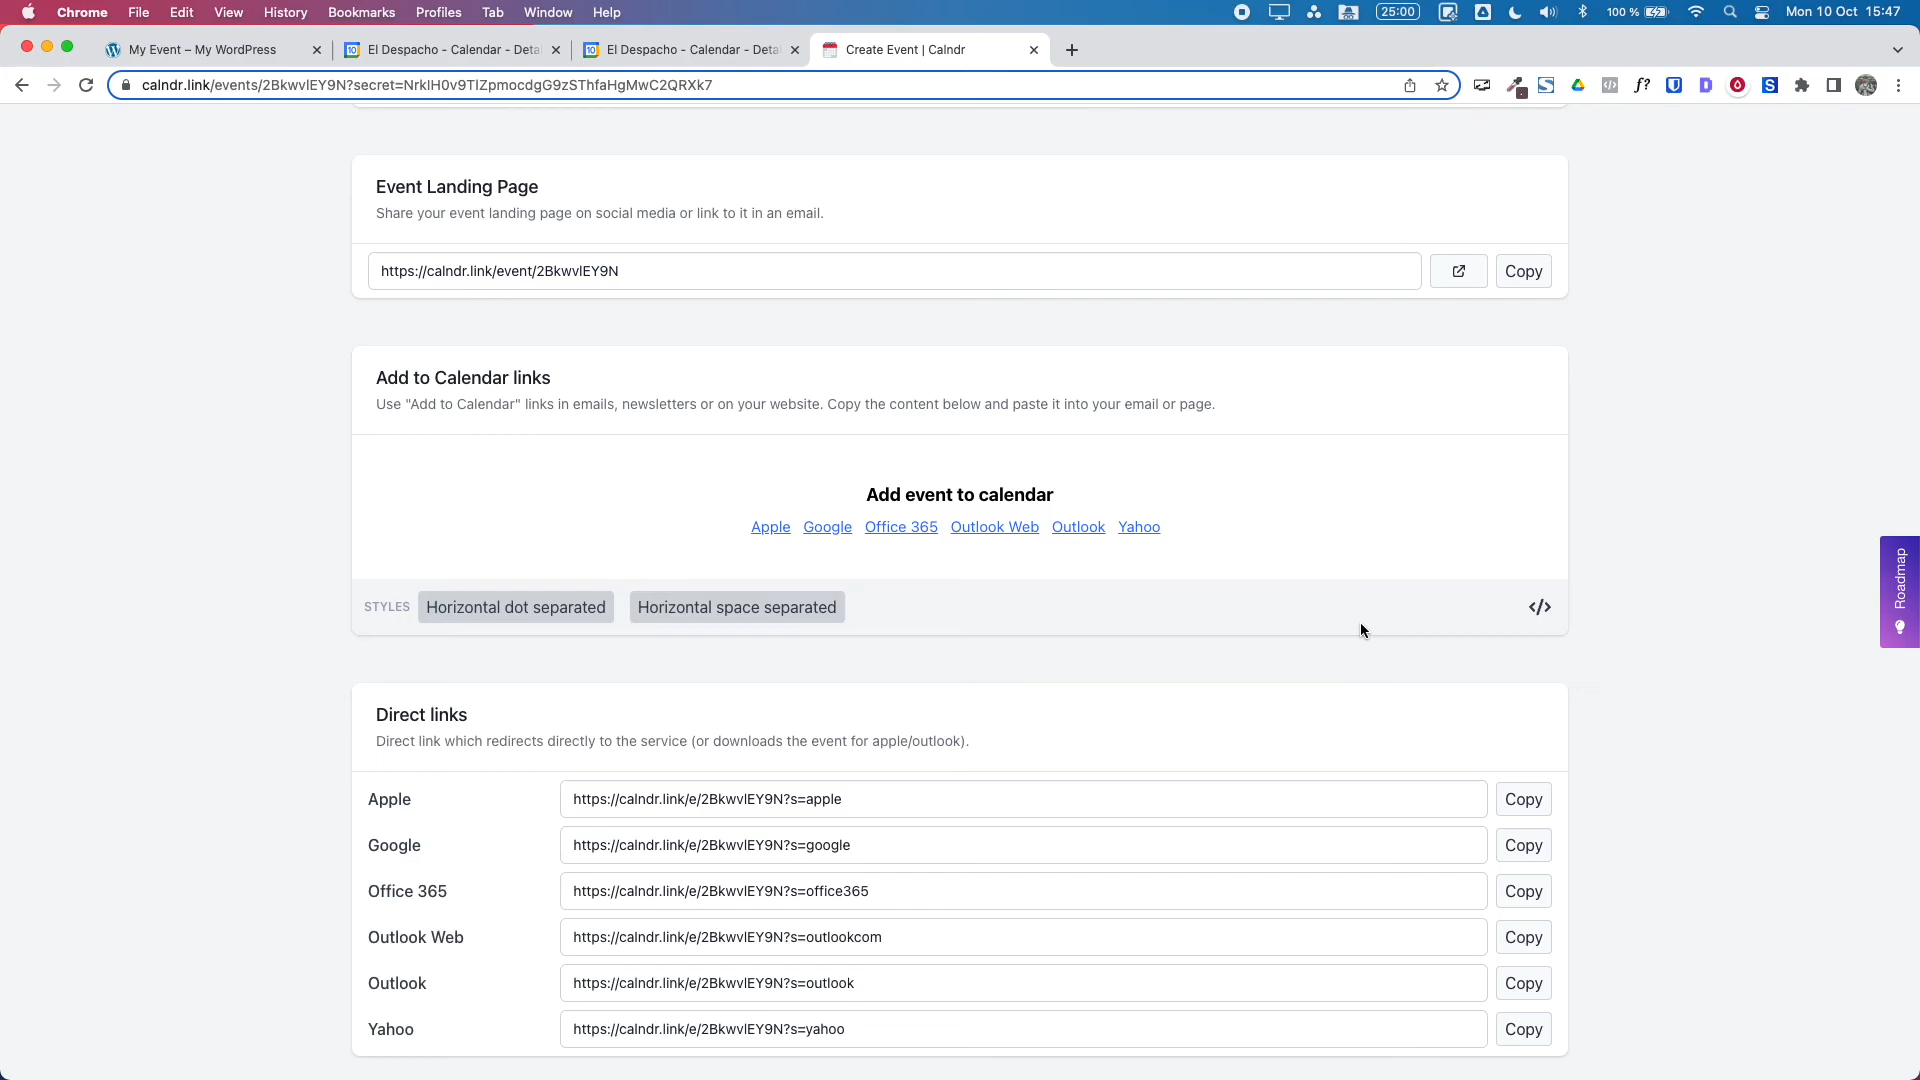 Chrome File Edit View History Bookmarks Profiles Tab Window Help 25:00 100 % Mon 10 Oct 15:47
My Event – My WordPress
El Despacho - Calendar - Detai
El Despacho - Calendar - Detai
Create Event | Calndr
calndr.link/events/2BkwvlEY9N?secret=NrklH0v9TlZpmocdgG9zSThfaHgMwC2QRXk7
Event Landing Page
Share your event landing page on social media or link to it in an email.
https://calndr.link/event/2BkwvlEY9N
Copy
Add to Calendar links
Use "Add to Calendar" links in emails, newsletters or on your website. Copy the content below and paste it into your email or page.
Add event to calendar
Apple Google Office 365 Outlook Web Outlook Yahoo
STYLES Horizontal dot separated Horizontal space separated
Roadmap
Direct links
Direct link which redirects directly to the service (or downloads the event for apple/outlook).
Apple https://calndr.link/e/2BkwvlEY9N?s=apple Copy
Google https://calndr.link/e/2BkwvlEY9N?s=google Copy
Office 365 https://calndr.link/e/2BkwvlEY9N?s=office365 Copy
Outlook Web https://calndr.link/e/2BkwvlEY9N?s=outlookcom Copy
Outlook https://calndr.link/e/2BkwvlEY9N?s=outlook Copy
Yahoo https://calndr.link/e/2BkwvlEY9N?s=yahoo Copy